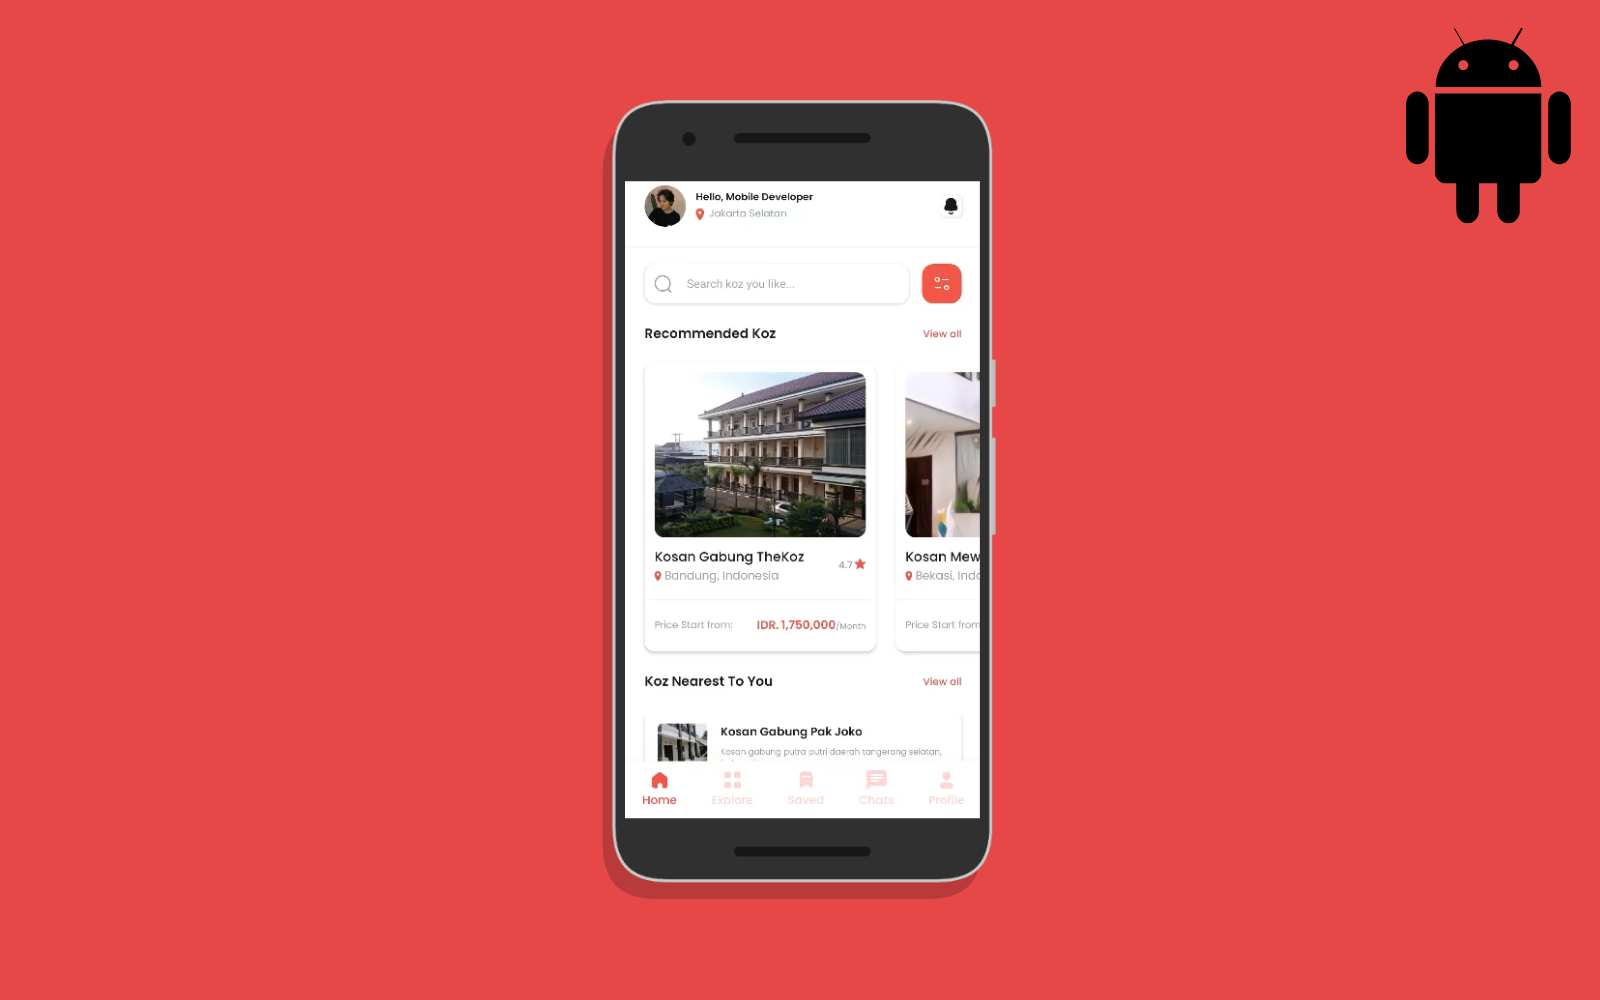 Hello, Mobile Developer
Jakarta Selatan
Search koz you like...
Recommended Koz
View all
Kosan Gabung TheKoz
4.7
Bandung, Indonesia
Price Start from:
IDR. 1,750,000/Month
Kosan Mew
Bekasi, Indo
Price Start from
Koz Nearest To You
View all
Kosan Gabung Pak Joko
Kosan gabung putra putri daerah tangerang selatan,
Home
Explore
Saved
Chats
Profile